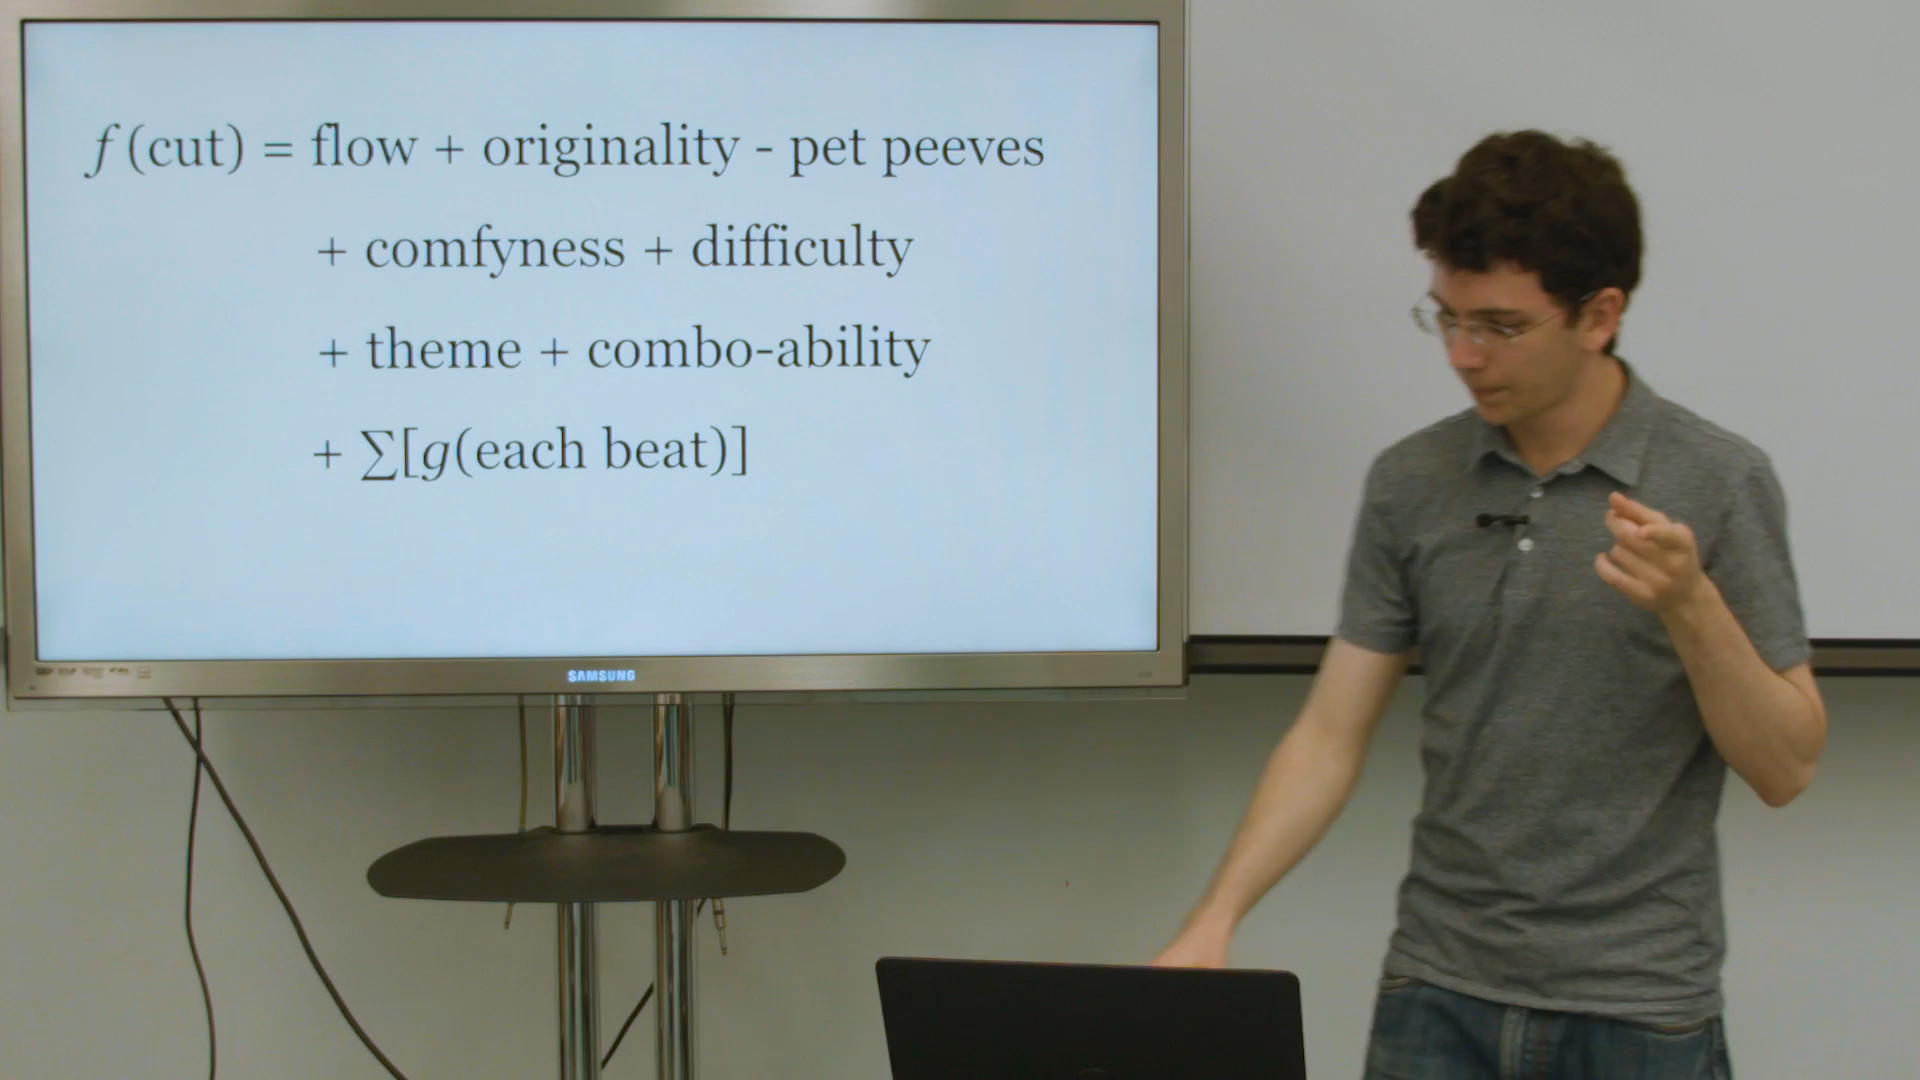 f(cut) = flow + originality - pet peeves
+ comfyness + difficulty
+ theme + combo-ability
+ ∑[g(each beat)]
SAMSUNG